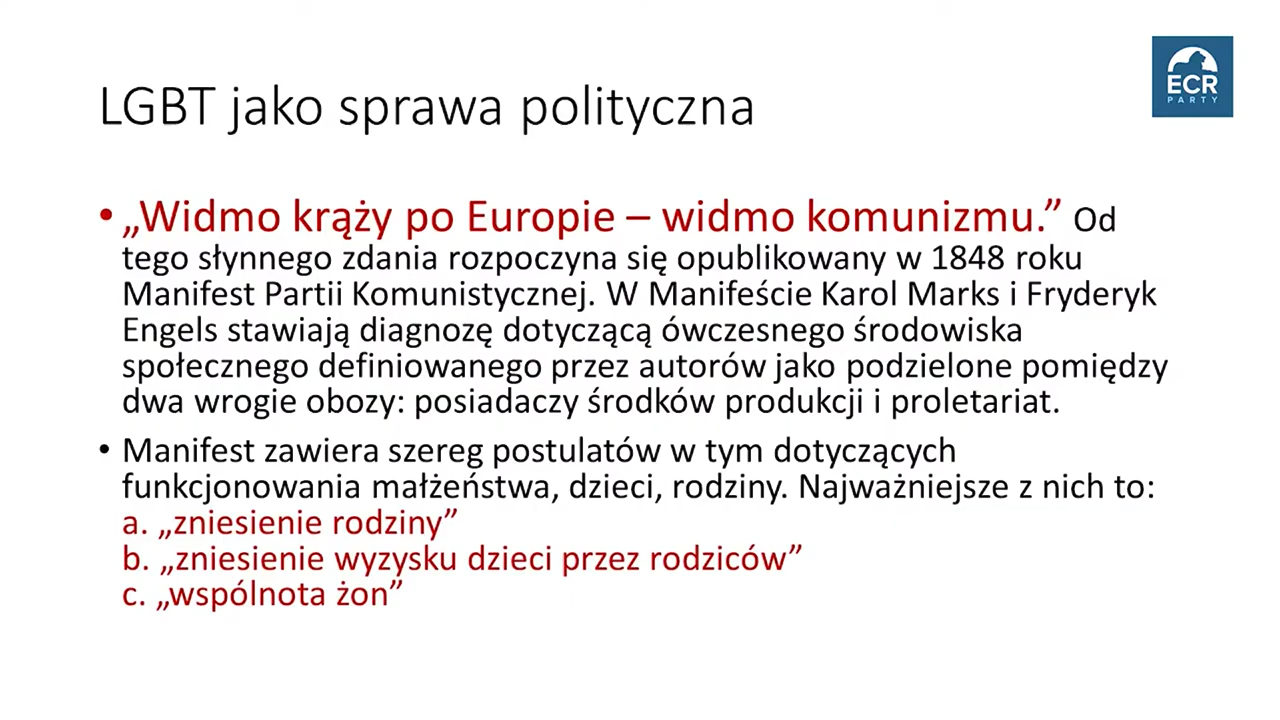 LGBT jako sprawa polityczna
ECR
PARTY
• „Widmo krąży po Europie – widmo komunizmu.” Od
tego słynnego zdania rozpoczyna się opublikowany w 1848 roku
Manifest Partii Komunistycznej. W Manifeście Karol Marks i Fryderyk
Engels stawiają diagnozę dotyczącą ówczesnego środowiska
społecznego definiowanego przez autorów jako podzielone pomiędzy
dwa wrogie obozy: posiadaczy środków produkcji i proletariat.
• Manifest zawiera szereg postulatów w tym dotyczących
funkcjonowania małżeństwa, dzieci, rodziny. Najważniejsze z nich to:
a. „zniesienie rodziny”
b. „zniesienie wyzysku dzieci przez rodziców”
c. „wspólnota żon”